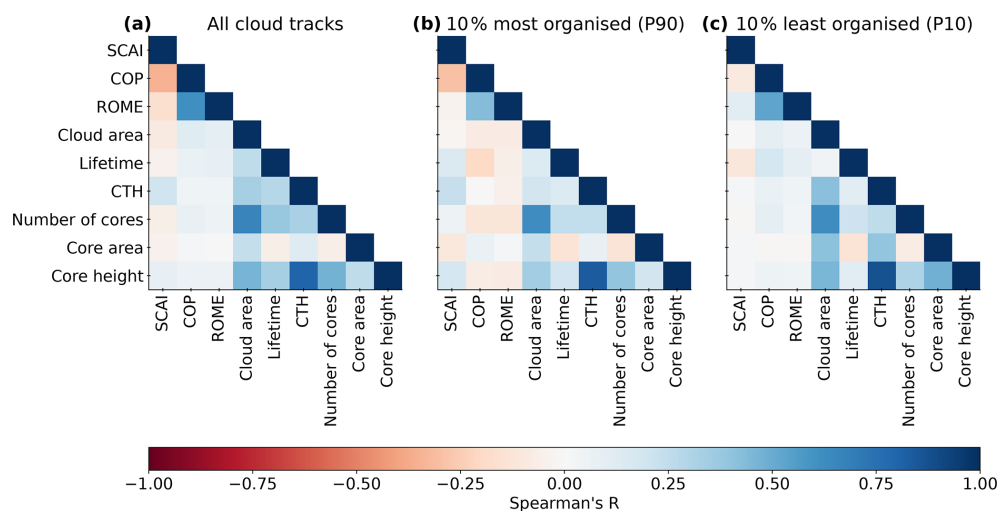 (a) All cloud tracks
(b) 10% most organised (P90)
(c) 10% least organised (P10)
SCAI
COP
ROME
Cloud area
Lifetime
CTH
Number of cores
Core area
Core height
SCAI
COP
ROME
Cloud area
Lifetime
CTH
Number of cores
Core area
Core height
SCAI
COP
ROME
Cloud area
Lifetime
CTH
Number of cores
Core area
Core height
SCAI
COP
ROME
Cloud area
Lifetime
CTH
Number of cores
Core area
Core height
−1.00 −0.75 −0.50 −0.25 0.00 0.25 0.50 0.75 1.00
Spearman's R